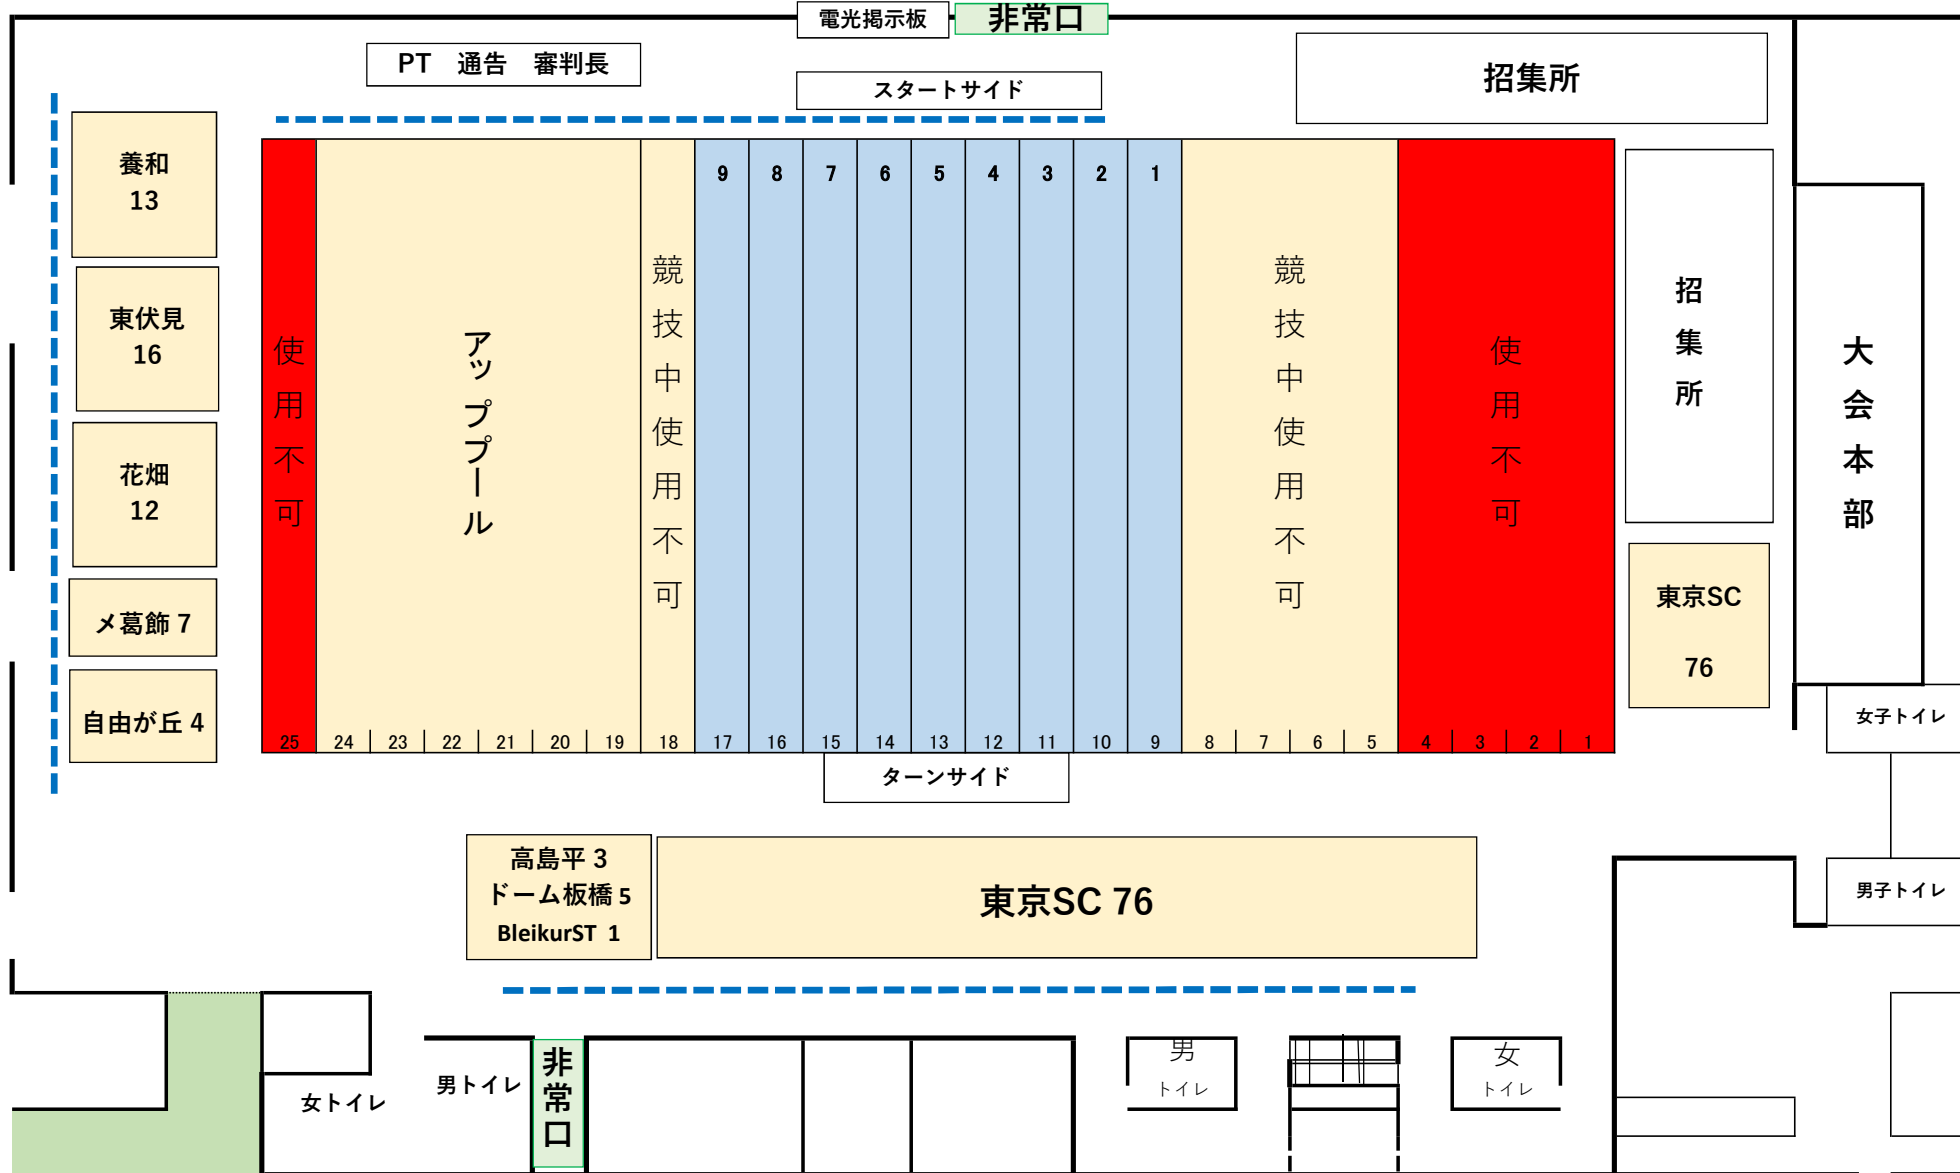 電光掲示板
非常口
PT　通告　審判長
スタートサイド
招集所
養和
13
東伏見
16
花畑
12
メ葛飾 7
自由が丘 4
9 8 7 6 5 4 3 2 1
使用不可
アッププール
競技中使用不可
競技中使用不可
使用不可
招集所
大会本部
東京SC
76
25 24 23 22 21 20 19 18 17 16 15 14 13 12 11 10 9 8 7 6 5 4 3 2 1
ターンサイド
女子トイレ
男子トイレ
高島平 3
ドーム板橋 5
BleikurST 1
東京SC 76
女トイレ
男トイレ
非常口
男
トイレ
女
トイレ